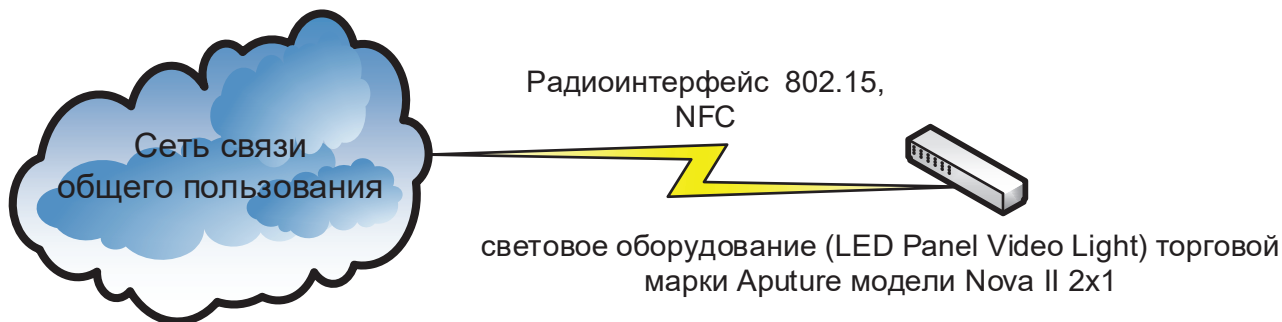 Сеть связи
общего пользования
Радиоинтерфейс 802.15,
NFC
световое оборудование (LED Panel Video Light) торговой
марки Aputure модели Nova II 2x1